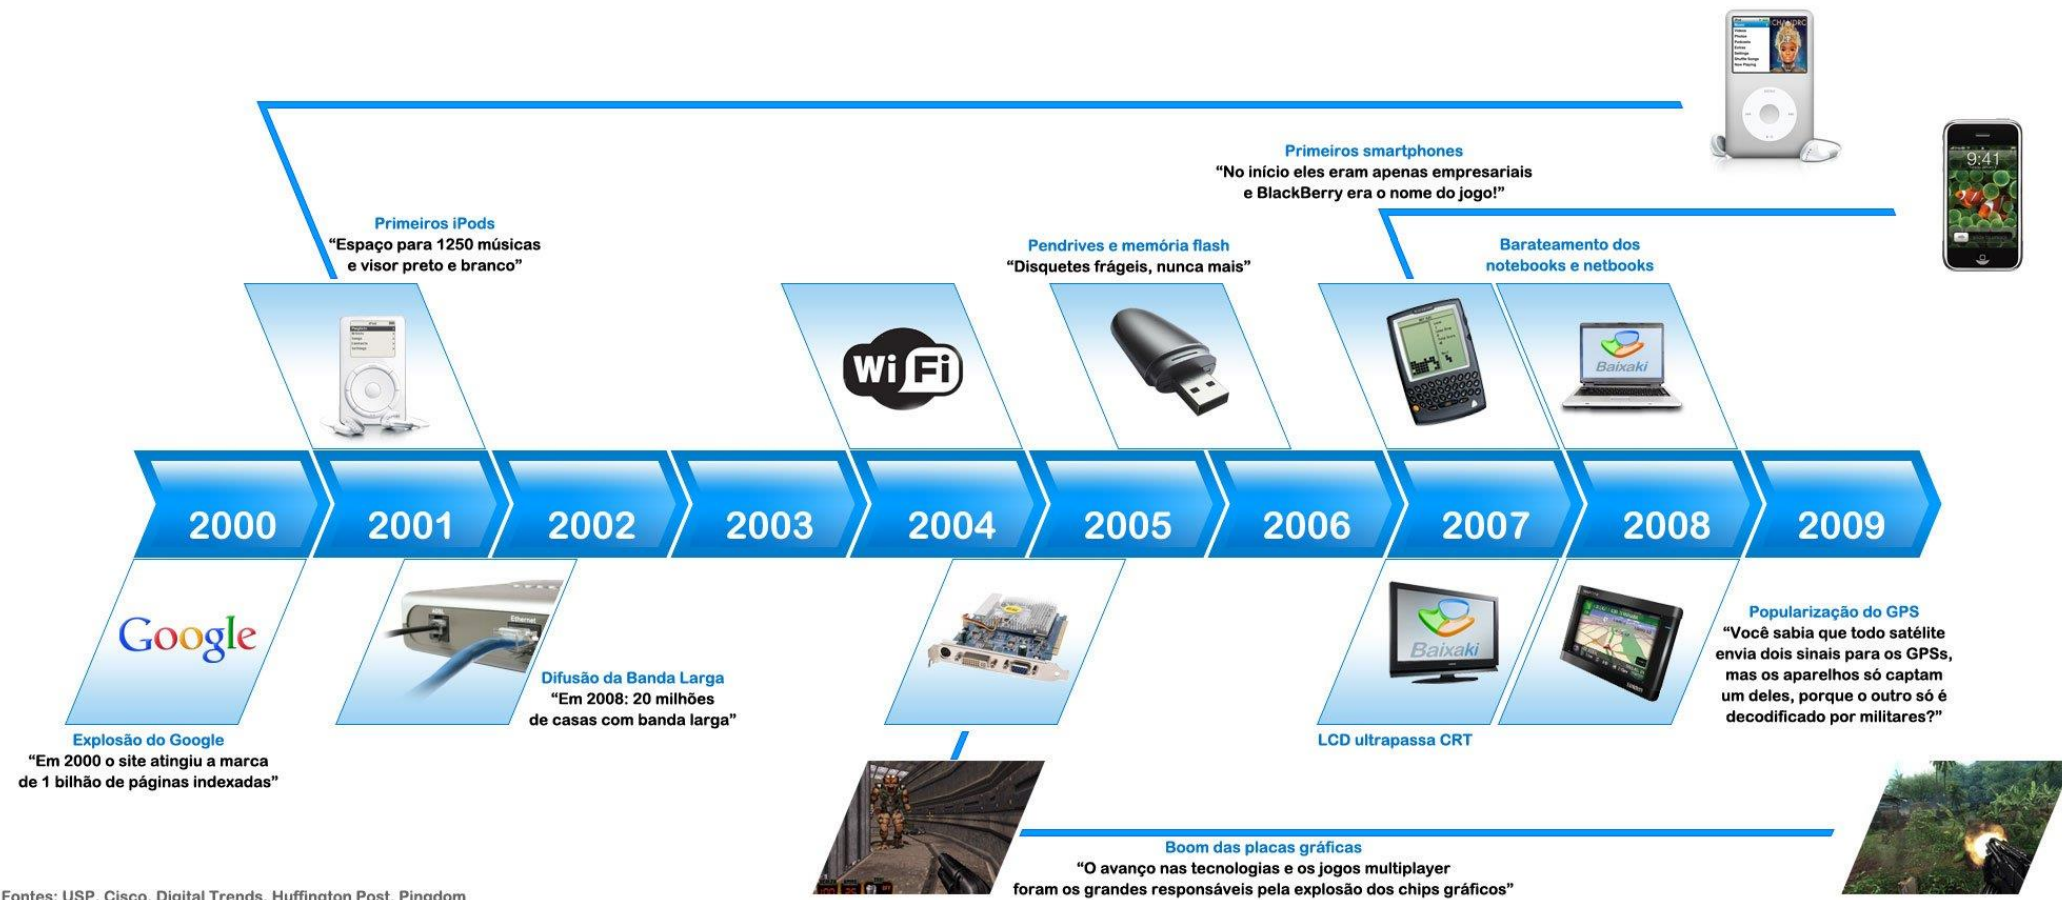 Primeiros iPods
“Espaço para 1250 músicas
e visor preto e branco”
Primeiros smartphones
“No início eles eram apenas empresariais
e BlackBerry era o nome do jogo!”
9:41
Pendrives e memória flash
“Disquetes frágeis, nunca mais”
Barateamento dos
notebooks e netbooks
Wi Fi
Baixaki
2000
2001
2002
2003
2004
2005
2006
2007
2008
2009
Google
Explosão do Google
“Em 2000 o site atingiu a marca
de 1 bilhão de páginas indexadas”
Ethernet
Difusão da Banda Larga
“Em 2008: 20 milhões
de casas com banda larga”
Baixaki
LCD ultrapassa CRT
Popularização do GPS
“Você sabia que todo satélite
envia dois sinais para os GPSs,
mas os aparelhos só captam
um deles, porque o outro só é
decodificado por militares?”
Boom das placas gráficas
“O avanço nas tecnologias e os jogos multiplayer
foram os grandes responsáveis pela explosão dos chips gráficos”
Fontes: USP, Cisco, Digital Trends, Huffington Post, Pingdom